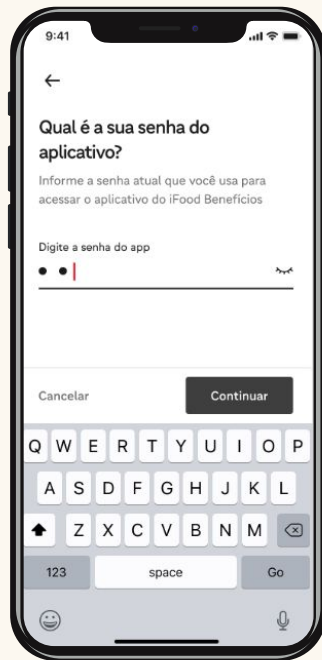 9:41
Qual é a sua senha do
aplicativo?
Informe a senha atual que você usa para
acessar o aplicativo do iFood Benefícios
Digite a senha do app
Cancelar
Continuar
Q W E R T Y U I O P
A S D F G H J K L
Z X C V B N M
123
space
Go